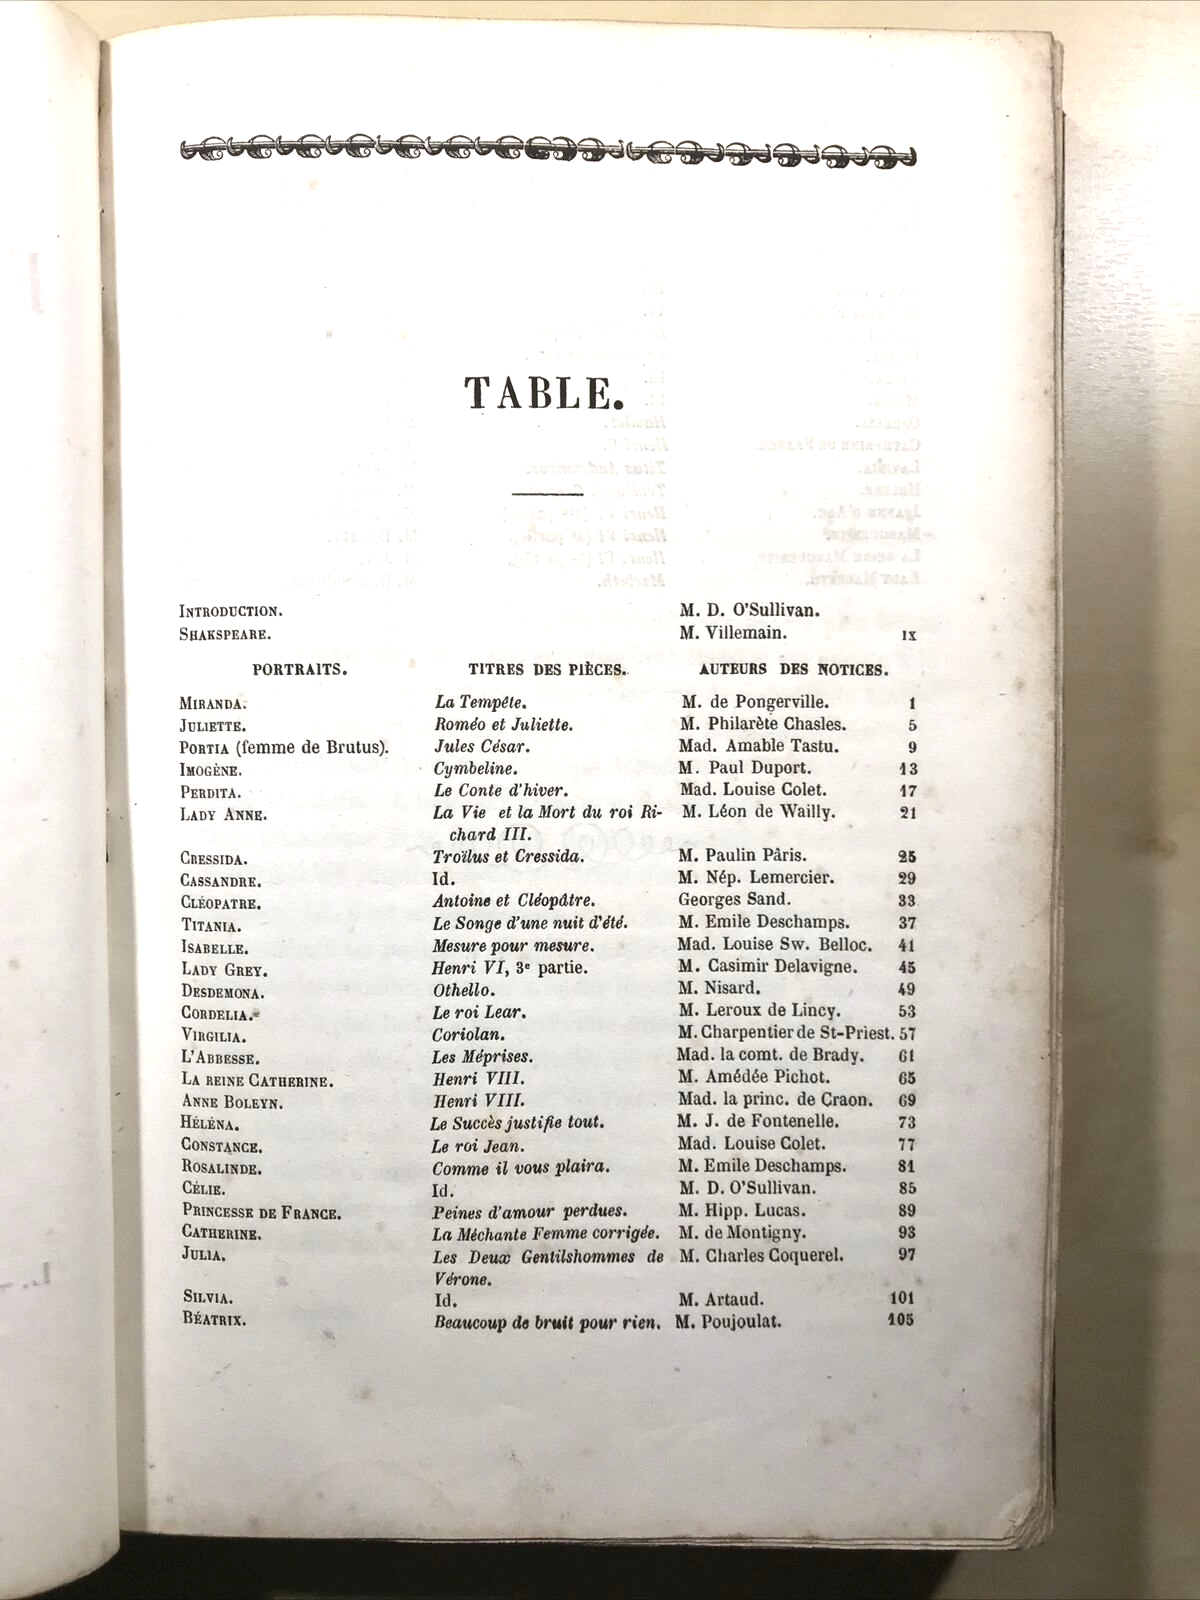 TABLE.
INTRODUCTION. M. D. O'Sullivan.
SHAKSPEARE. M. Villemain. IX
PORTRAITS. TITRES DES PIÈCES. AUTEURS DES NOTICES.
MIRANDA. La Tempête. M. de Pongerville. 1
JULIETTE. Roméo et Juliette. M. Philarète Chasles. 5
PORTIA (femme de Brutus). Jules César. Mad. Amable Tastu. 9
IMOGÈNE. Cymbeline. M. Paul Duport. 13
PERDITA. Le Conte d'hiver. Mad. Louise Colet. 17
LADY ANNE. La Vie et la Mort du roi Ri- M. Léon de Wailly. 21
chard III.
CRESSIDA. Troïlus et Cressida. M. Paulin Pâris. 25
CASSANDRE. Id. M. Nép. Lemercier. 29
CLÉOPATRE. Antoine et Cléopâtre. Georges Sand. 33
TITANIA. Le Songe d'une nuit d'été. M. Emile Deschamps. 37
ISABELLE. Mesure pour mesure. Mad. Louise Sw. Belloc. 41
LADY GREY. Henri VI, 3e partie. M. Casimir Delavigne. 45
DESDEMONA. Othello. M. Nisard. 49
CORDELIA. Le roi Lear. M. Leroux de Lincy. 53
VIRGILIA. Coriolan. M. Charpentier de St-Priest. 57
L'ABBESSE. Les Méprises. Mad. la comt. de Brady. 61
LA REINE CATHERINE. Henri VIII. M. Amédée Pichot. 65
ANNE BOLEYN. Henri VIII. Mad. la princ. de Craon. 69
HÉLÉNA. Le Succès justifie tout. M. J. de Fontenelle. 73
CONSTANCE. Le roi Jean. Mad. Louise Colet. 77
ROSALINDE. Comme il vous plaira. M. Emile Deschamps. 81
CÉLIE. Id. M. D. O'Sullivan. 85
PRINCESSE DE FRANCE. Peines d'amour perdues. M. Hipp. Lucas. 89
CATHERINE. La Méchante Femme corrigée. M. de Montigny. 93
JULIA. Les Deux Gentilshommes de M. Charles Coquerel. 97
Vérone.
SILVIA. Id. M. Artaud. 101
BÉATRIX. Beaucoup de bruit pour rien. M. Poujoulat. 105